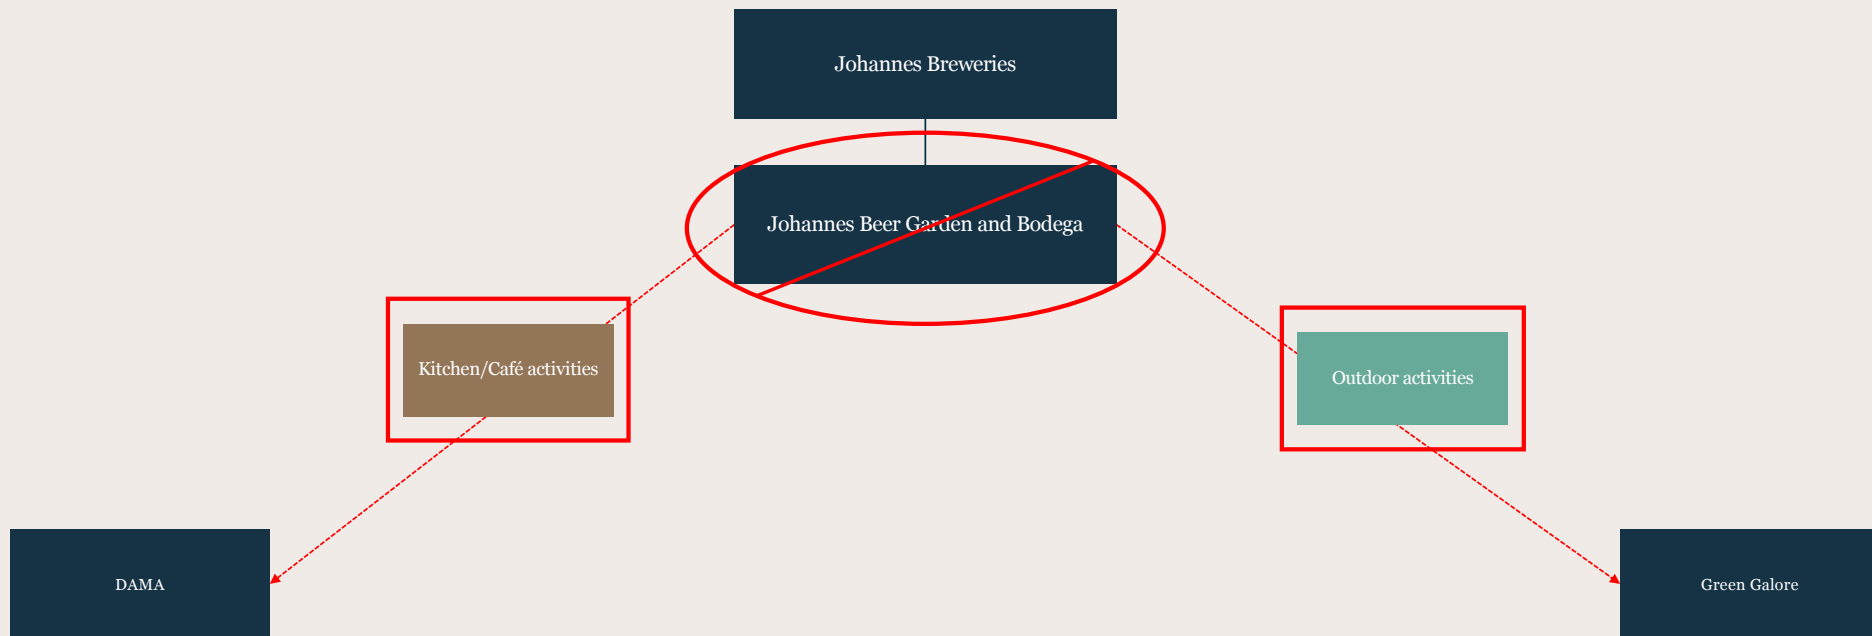 Johannes Breweries
Johannes Beer Garden and Bodega
Kitchen/Café activities
Outdoor activities
DAMA
Green Galore